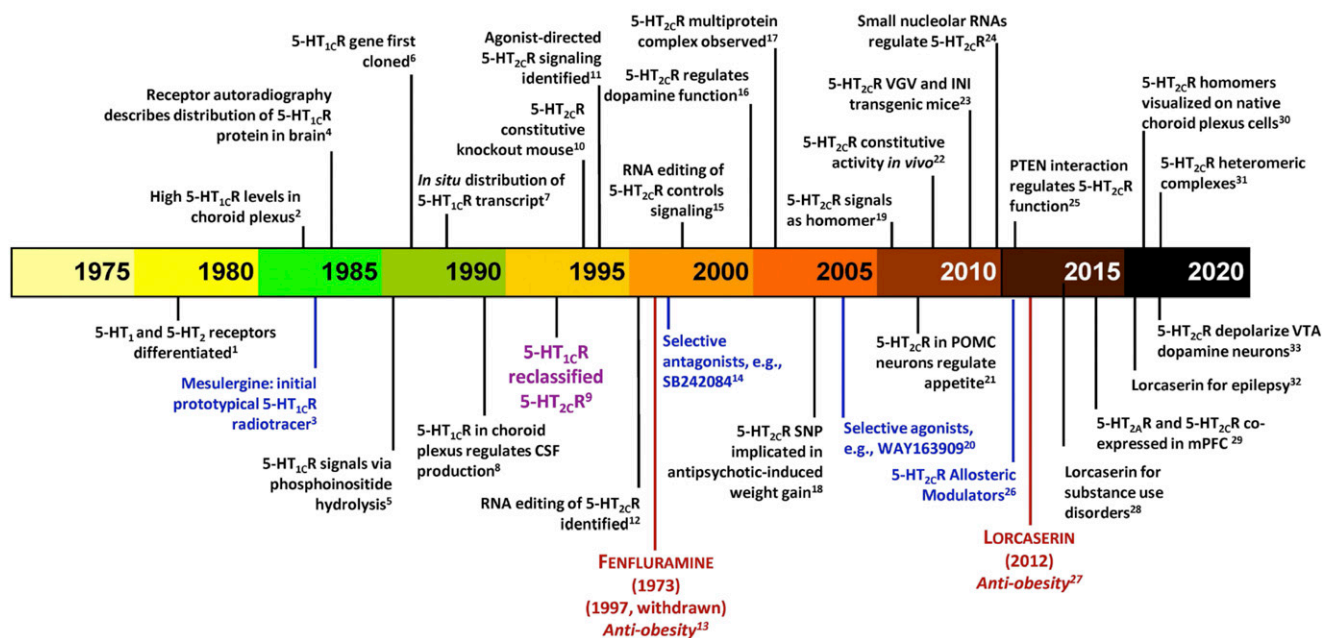 5-HT1CR gene first
cloned6
Receptor autoradiography
describes distribution of 5-HT1CR
protein in brain4
High 5-HT1CR levels in
choroid plexus2
In situ distribution of
5-HT1CR transcript7
Agonist-directed
5-HT2CR signaling
identified11
5-HT2CR
constitutive
knockout mouse10
5-HT2CR multiprotein
complex observed17
5-HT2CR regulates
dopamine function16
RNA editing of
5-HT2CR controls
signaling15
Small nucleolar RNAs
regulate 5-HT2CR24
5-HT2CR VGV and INI
transgenic mice23
5-HT2CR constitutive
activity in vivo22
5-HT2CR signals
as homomer19
PTEN interaction
regulates 5-HT2CR
function25
5-HT2CR homomers
visualized on native
choroid plexus cells30
5-HT2CR heteromeric
complexes31
1975 1980 1985 1990 1995 2000 2005 2010 2015 2020
5-HT1 and 5-HT2 receptors
differentiated1
Mesulergine: initial
prototypical 5-HT1CR
radiotracer3
5-HT1CR signals via
phosphoinositide
hydrolysis5
5-HT1CR in choroid
plexus regulates CSF
production8
5-HT1CR
reclassified
5-HT2CR9
RNA editing of 5-HT2CR
identified12
FENFLURAMINE
(1973)
(1997, withdrawn)
Anti-obesity13
Selective
antagonists, e.g.,
SB24208414
5-HT2CR SNP
implicated in
antipsychotic-induced
weight gain18
Selective agonists,
e.g., WAY16390920
5-HT2CR in POMC
neurons regulate
appetite21
5-HT2CR Allosteric
Modulators26
LORCASERIN
(2012)
Anti-obesity27
Lorcaserin for
substance use
disorders28
5-HT2AR and 5-HT2CR co-
expressed in mPFC 29
Lorcaserin for epilepsy32
5-HT2CR depolarize VTA
dopamine neurons33